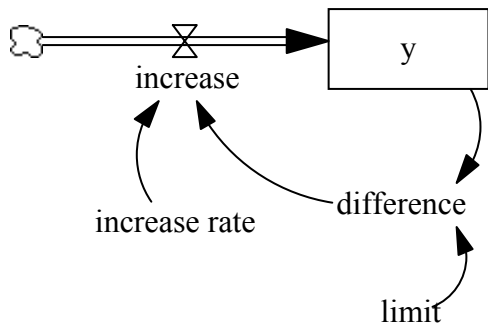 y
increase
increase rate
difference
limit